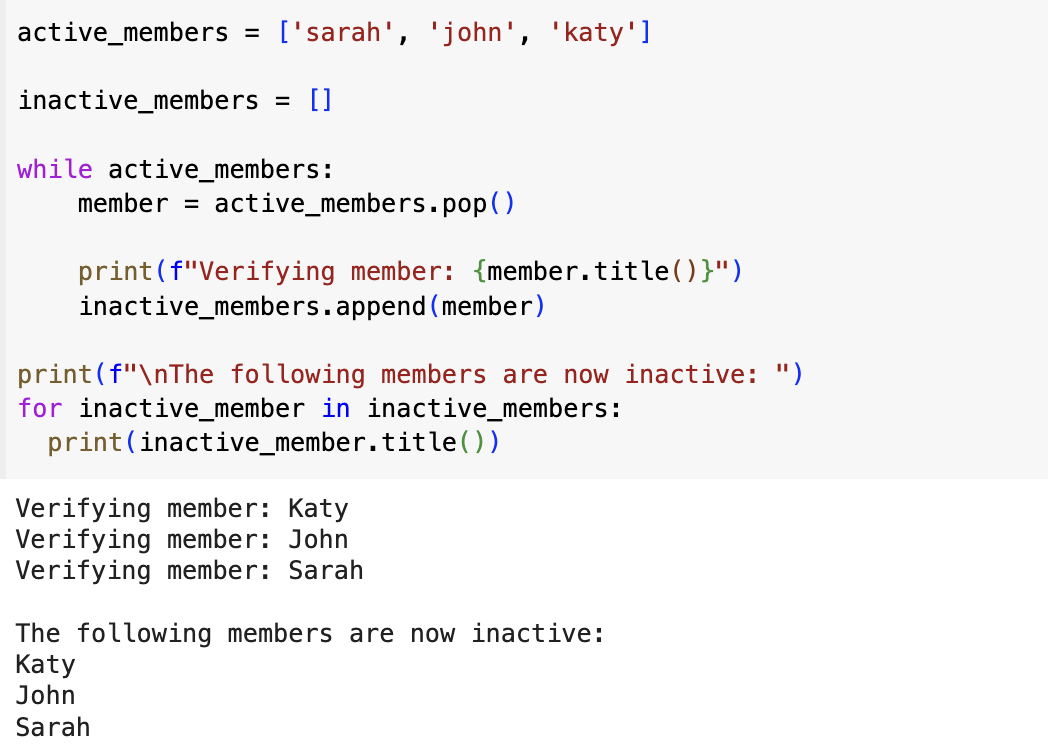 active_members = ['sarah', 'john', 'katy']
inactive_members = []
while active_members:
    member = active_members.pop()
    print(f"Verifying member: {member.title()}")
    inactive_members.append(member)
print(f"\nThe following members are now inactive: ")
for inactive_member in inactive_members:
  print(inactive_member.title())
Verifying member: Katy
Verifying member: John
Verifying member: Sarah
The following members are now inactive:
Katy
John
Sarah